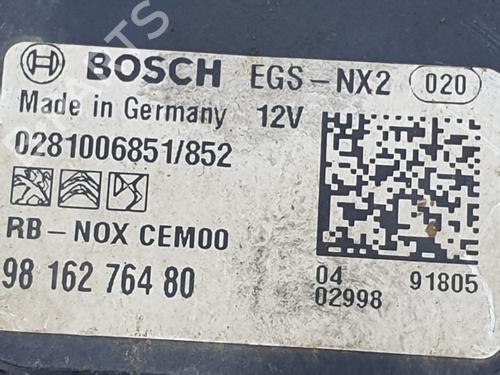 BOSCH EGS-NX2 020
Made in Germany 12V
0281006851/852
RB-NOX CEM00
98 162 764 80
04 91805
02998